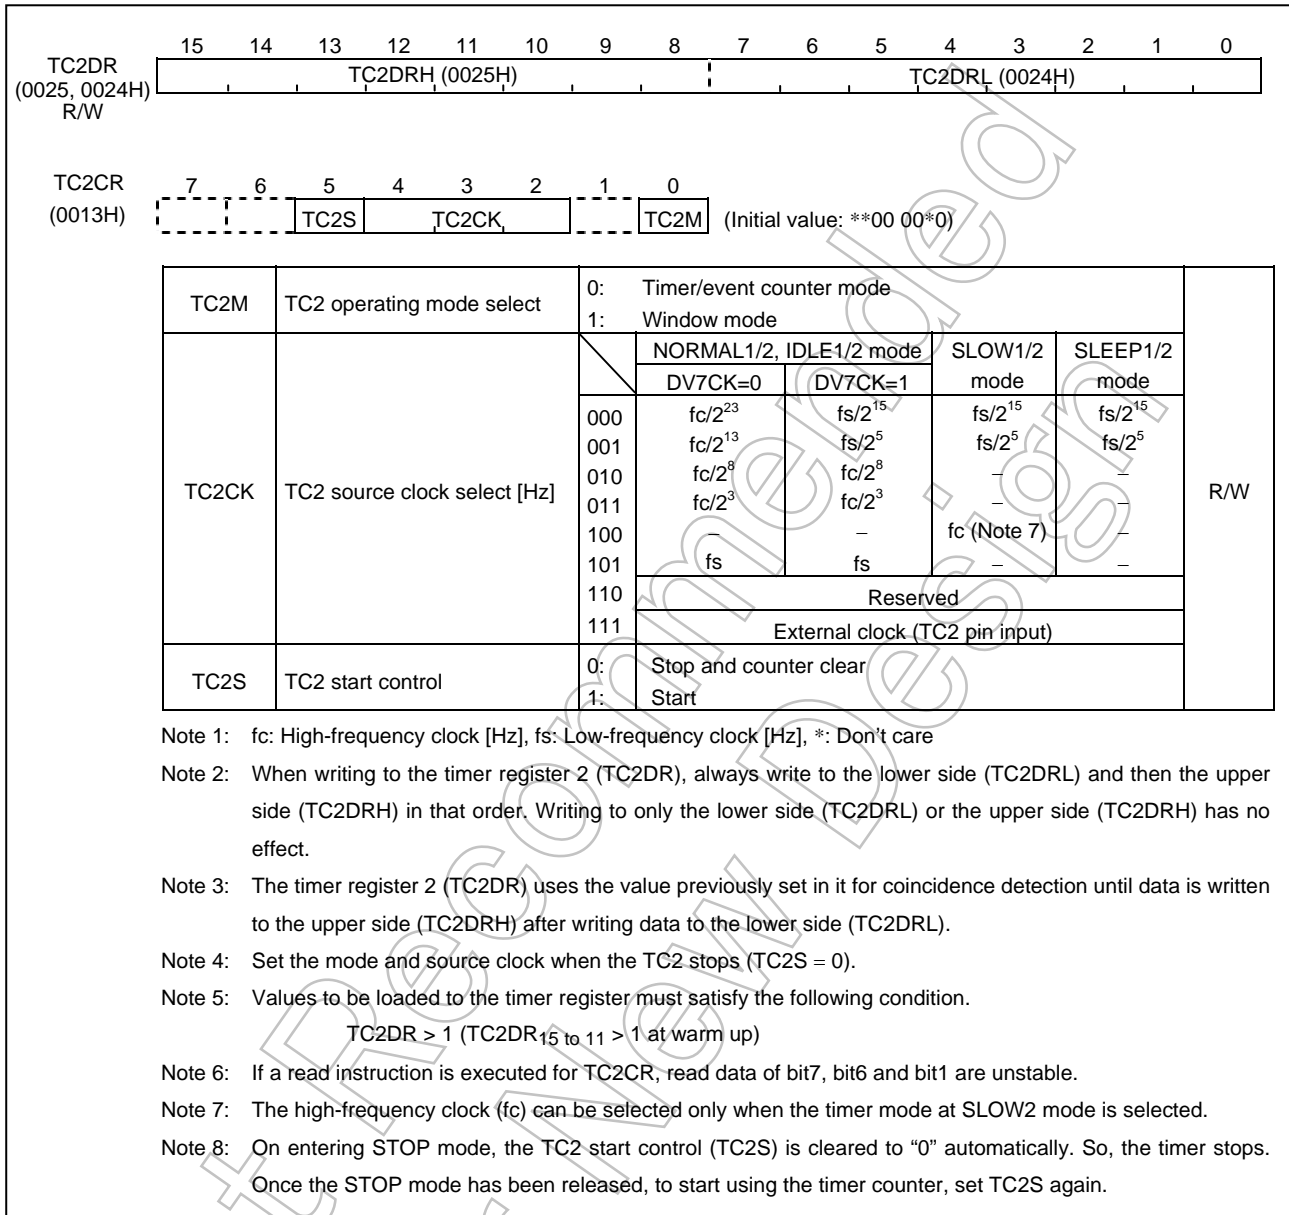 15 14 13 12 11 10 9 8 7 6 5 4 3 2 1 0
TC2DR
(0025, 0024H)
R/W
TC2DRH (0025H) TC2DRL (0024H)
TC2CR
(0013H)
7 6 5 4 3 2 1 0
TC2S TC2CK TC2M (Initial value: **00 00*0)
TC2M TC2 operating mode select 0: Timer/event counter mode
1: Window mode
R/W
TC2CK TC2 source clock select [Hz]
NORMAL1/2, IDLE1/2 mode SLOW1/2 mode SLEEP1/2 mode
DV7CK=0 DV7CK=1
000 fc/2^23 fs/2^15 fs/2^15 fs/2^15
001 fc/2^13 fs/2^5 fs/2^5 fs/2^5
010 fc/2^8 fc/2^8 – –
011 fc/2^3 fc/2^3 – –
100 – – fc (Note 7) –
101 fs fs – –
110 Reserved
111 External clock (TC2 pin input)
TC2S TC2 start control 0: Stop and counter clear
1: Start
Note 1: fc: High-frequency clock [Hz], fs: Low-frequency clock [Hz], *: Don't care
Note 2: When writing to the timer register 2 (TC2DR), always write to the lower side (TC2DRL) and then the upper
side (TC2DRH) in that order. Writing to only the lower side (TC2DRL) or the upper side (TC2DRH) has no
effect.
Note 3: The timer register 2 (TC2DR) uses the value previously set in it for coincidence detection until data is written
to the upper side (TC2DRH) after writing data to the lower side (TC2DRL).
Note 4: Set the mode and source clock when the TC2 stops (TC2S = 0).
Note 5: Values to be loaded to the timer register must satisfy the following condition.
TC2DR > 1 (TC2DR15 to 11 > 1 at warm up)
Note 6: If a read instruction is executed for TC2CR, read data of bit7, bit6 and bit1 are unstable.
Note 7: The high-frequency clock (fc) can be selected only when the timer mode at SLOW2 mode is selected.
Note 8: On entering STOP mode, the TC2 start control (TC2S) is cleared to “0” automatically. So, the timer stops.
Once the STOP mode has been released, to start using the timer counter, set TC2S again.
t Recommended
New Design